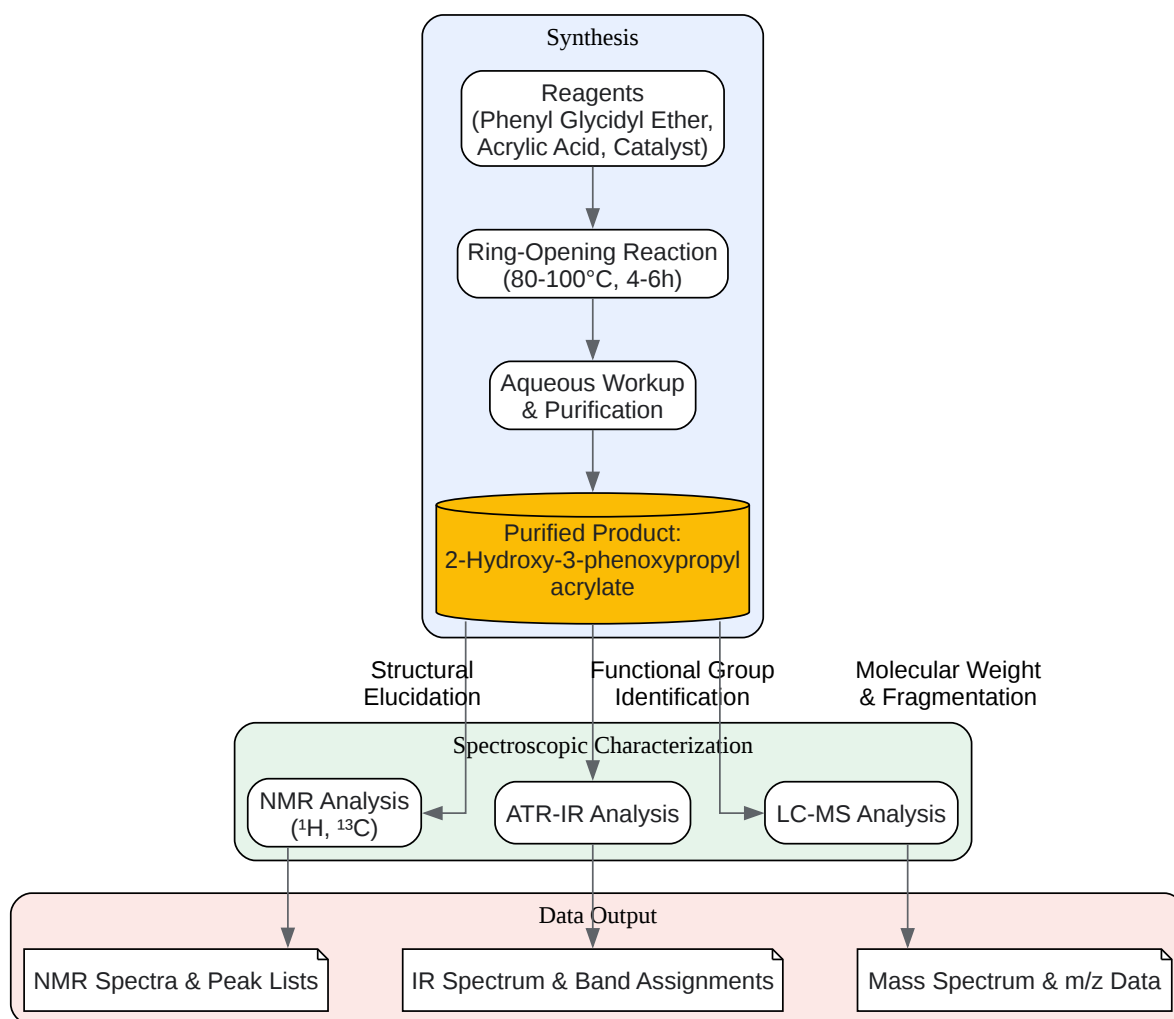 Synthesis
Reagents
(Phenyl Glycidyl Ether,
Acrylic Acid, Catalyst)
Ring-Opening Reaction
(80-100°C, 4-6h)
Aqueous Workup
& Purification
Purified Product:
2-Hydroxy-3-phenoxypropyl
acrylate
Structural
Elucidation
Functional Group
Identification
Molecular Weight
& Fragmentation
Spectroscopic Characterization
NMR Analysis
(¹H, ¹³C)
ATR-IR Analysis
LC-MS Analysis
Data Output
NMR Spectra & Peak Lists
IR Spectrum & Band Assignments
Mass Spectrum & m/z Data